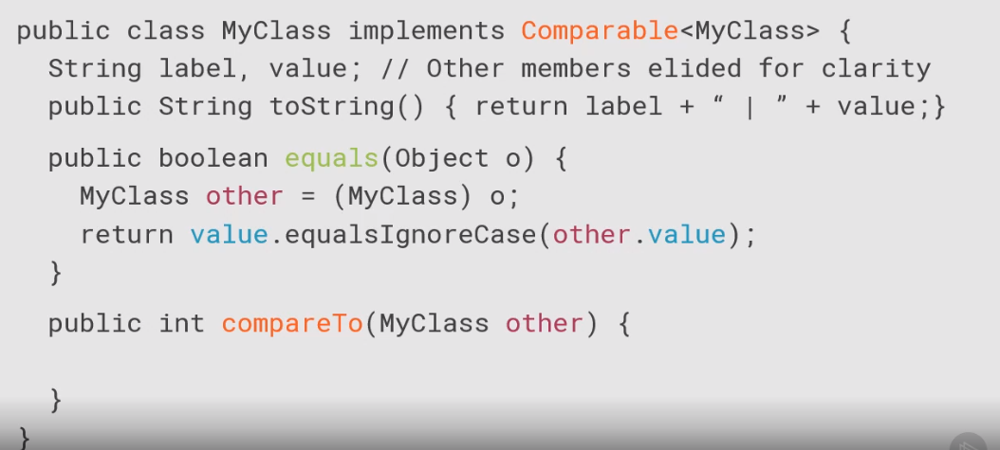 public class MyClass implements Comparable<MyClass> {
String label, value; // Other members elided for clarity
public String toString() { return label + “ | ” + value;}
public boolean equals(Object o) {
MyClass other = (MyClass) o;
return value.equalsIgnoreCase(other.value);
}
public int compareTo(MyClass other) {
}
}